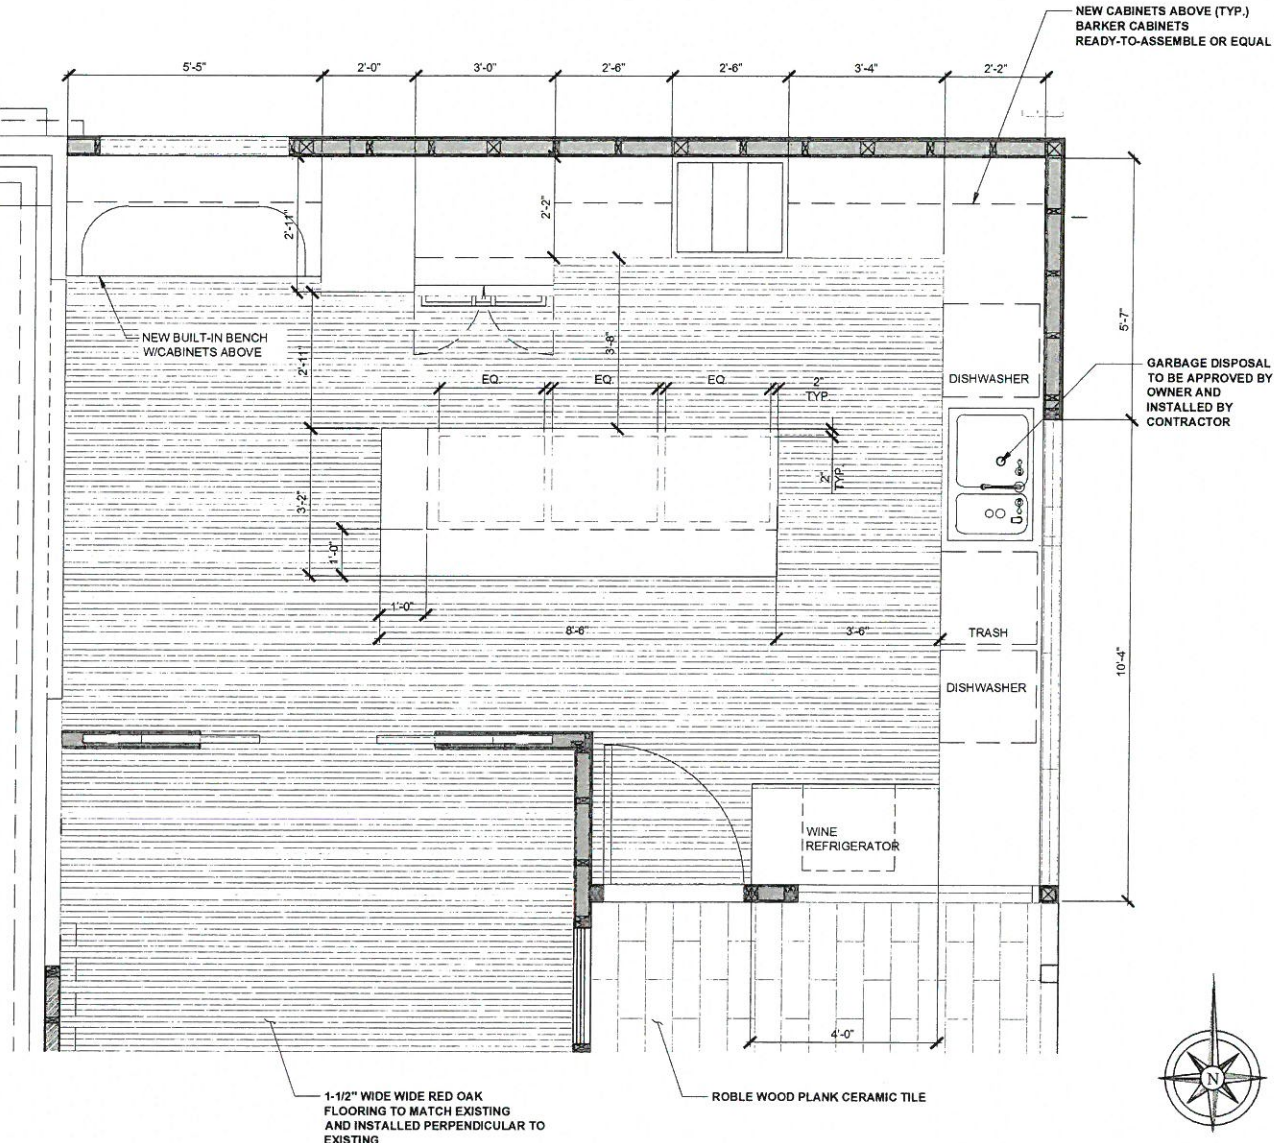 NEW CABINETS ABOVE (TYP.)
BARKER CABINETS
READY-TO-ASSEMBLE OR EQUAL
5'-5"
2'-0"
3'-0"
2'-6"
2'-6"
3'-4"
2'-2"
2'-11"
2'-2"
NEW BUILT-IN BENCH
W/CABINETS ABOVE
2'-11"
3'-8"
5'-7"
EQ.
EQ.
EQ.
2"
TYP.
DISHWASHER
GARBAGE DISPOSAL
TO BE APPROVED BY
OWNER AND
INSTALLED BY
CONTRACTOR
3'-2"
2"
TYP.
1'-0"
1'-0"
8'-6"
3'-6"
TRASH
DISHWASHER
10'-4"
WINE
REFRIGERATOR
4'-0"
N
1-1/2" WIDE WIDE RED OAK
FLOORING TO MATCH EXISTING
AND INSTALLED PERPENDICULAR TO
EXISTING
ROBLE WOOD PLANK CERAMIC TILE